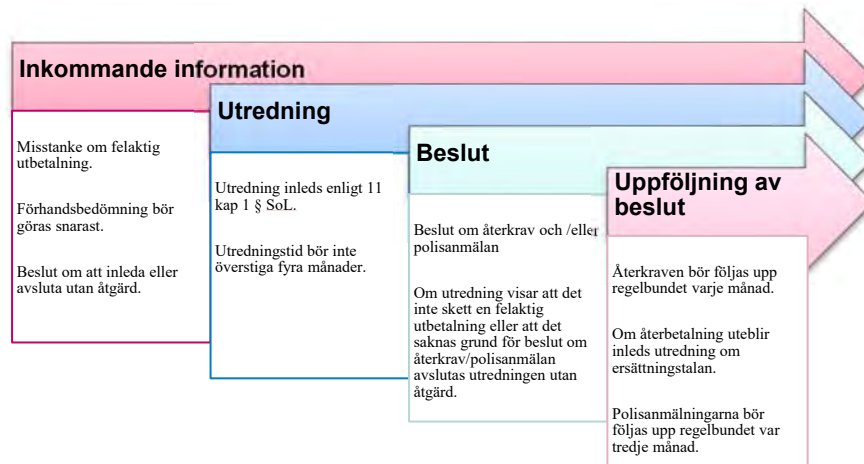 Inkommande information
Misstanke om felaktig
utbetalning.
Förhandsbedömning bör
göras snarast.
Beslut om att inleda eller
avsluta utan åtgärd.
Utredning
Utredning inleds enligt 11
kap 1 § SoL.
Utredningstid bör inte
överstiga fyra månader.
Beslut
Beslut om återkrav och /eller
polisanmälan
Om utredning visar att det
inte skett en felaktig
utbetalning eller att det
saknas grund för beslut om
återkrav/polisanmälan
avslutas utredningen utan
åtgärd.
Uppföljning av
beslut
Återkraven bör följas upp
regelbundet varje månad.
Om återbetalning uteblir
inleds utredning om
ersättningstalan.
Polisanmälningarna bör
följas upp regelbundet var
tredje månad.